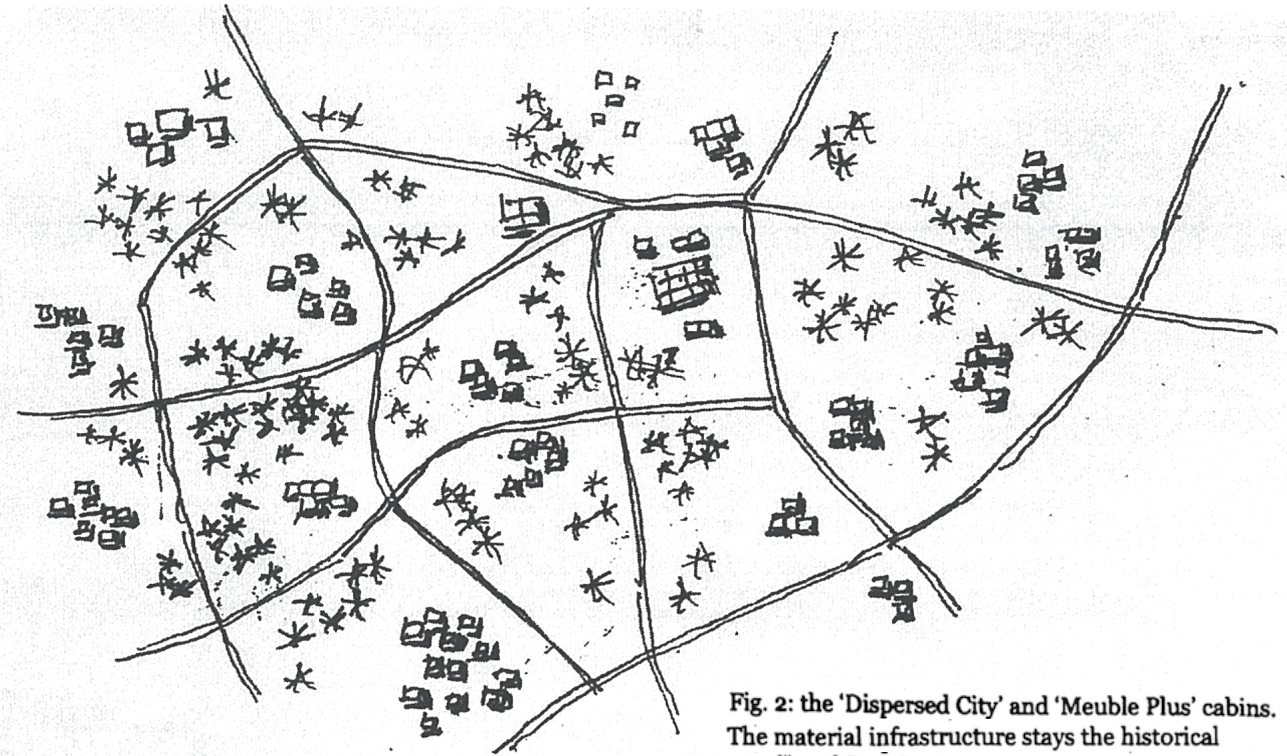 Fig. 2: the 'Dispersed City' and 'Meuble Plus' cabins.
The material infrastructure stays the historical